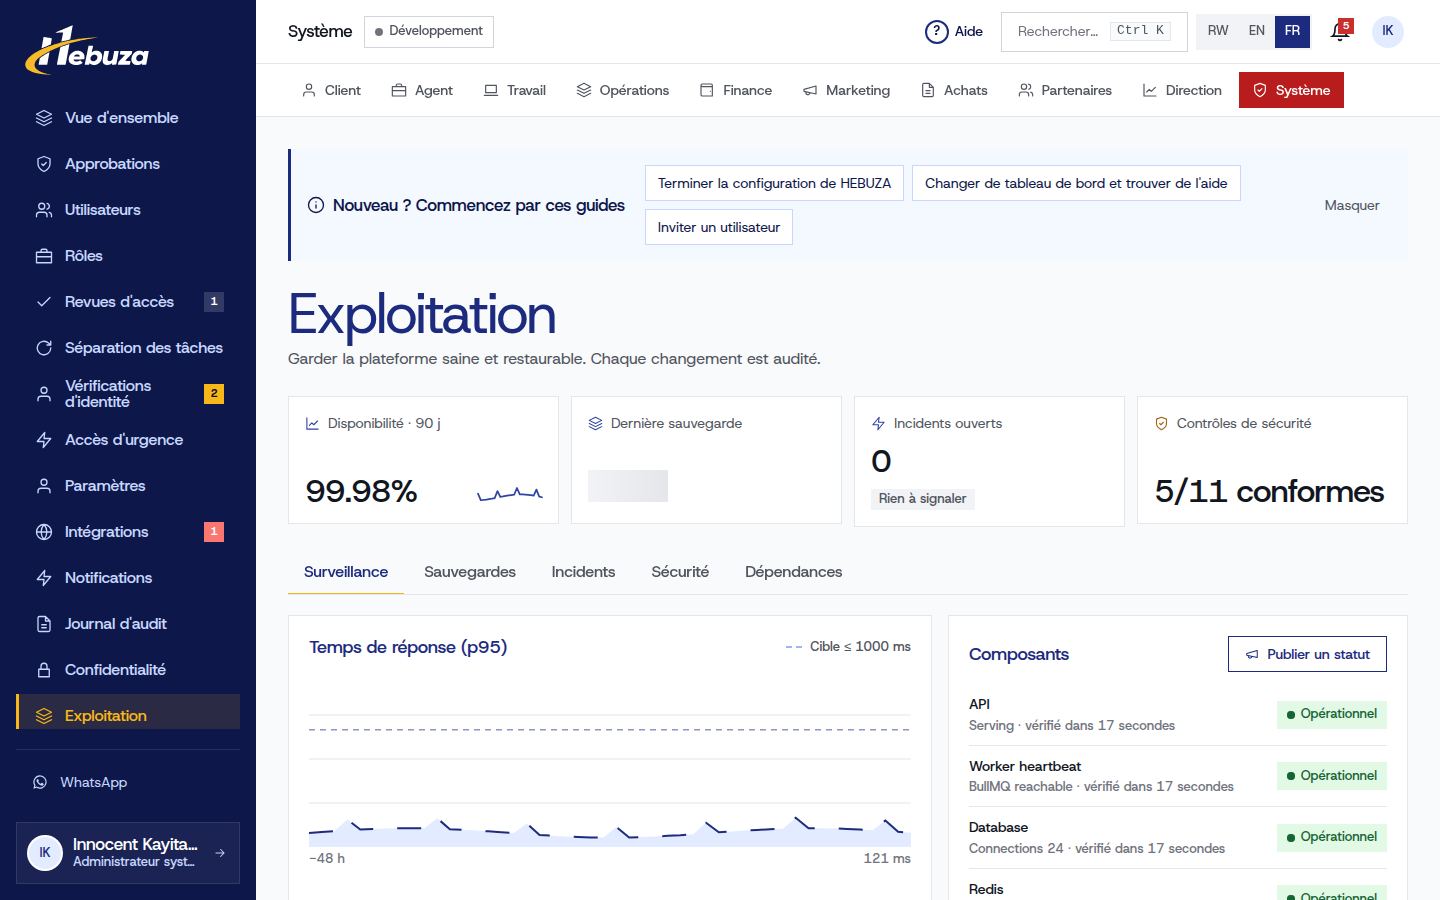 Hebuza
Vue d'ensemble
Approbations
Utilisateurs
Rôles
Revues d'accès
1
Séparation des tâches
Vérifications
d'identité
2
Accès d'urgence
Paramètres
Intégrations
1
Notifications
Journal d'audit
Confidentialité
Exploitation
WhatsApp
IK
Innocent Kayita...
Administrateur syst...
Système
Développement
? Aide
Rechercher...
Ctrl K
RW
EN
FR
5
IK
Client
Agent
Travail
Opérations
Finance
Marketing
Achats
Partenaires
Direction
Système
Nouveau ? Commencez par ces guides
Terminer la configuration de HEBUZA
Changer de tableau de bord et trouver de l'aide
Inviter un utilisateur
Masquer
Exploitation
Garder la plateforme saine et restaurable. Chaque changement est audité.
Disponibilité · 90 j
99.98%
Dernière sauvegarde
Incidents ouverts
0
Rien à signaler
Contrôles de sécurité
5/11 conformes
Surveillance
Sauvegardes
Incidents
Sécurité
Dépendances
Temps de réponse (p95)
Cible ≤ 1000 ms
−48 h
121 ms
Composants
Publier un statut
API
Serving · vérifié dans 17 secondes
Opérationnel
Worker heartbeat
BullMQ reachable · vérifié dans 17 secondes
Opérationnel
Database
Connections 24 · vérifié dans 17 secondes
Opérationnel
Redis
Opérationnel